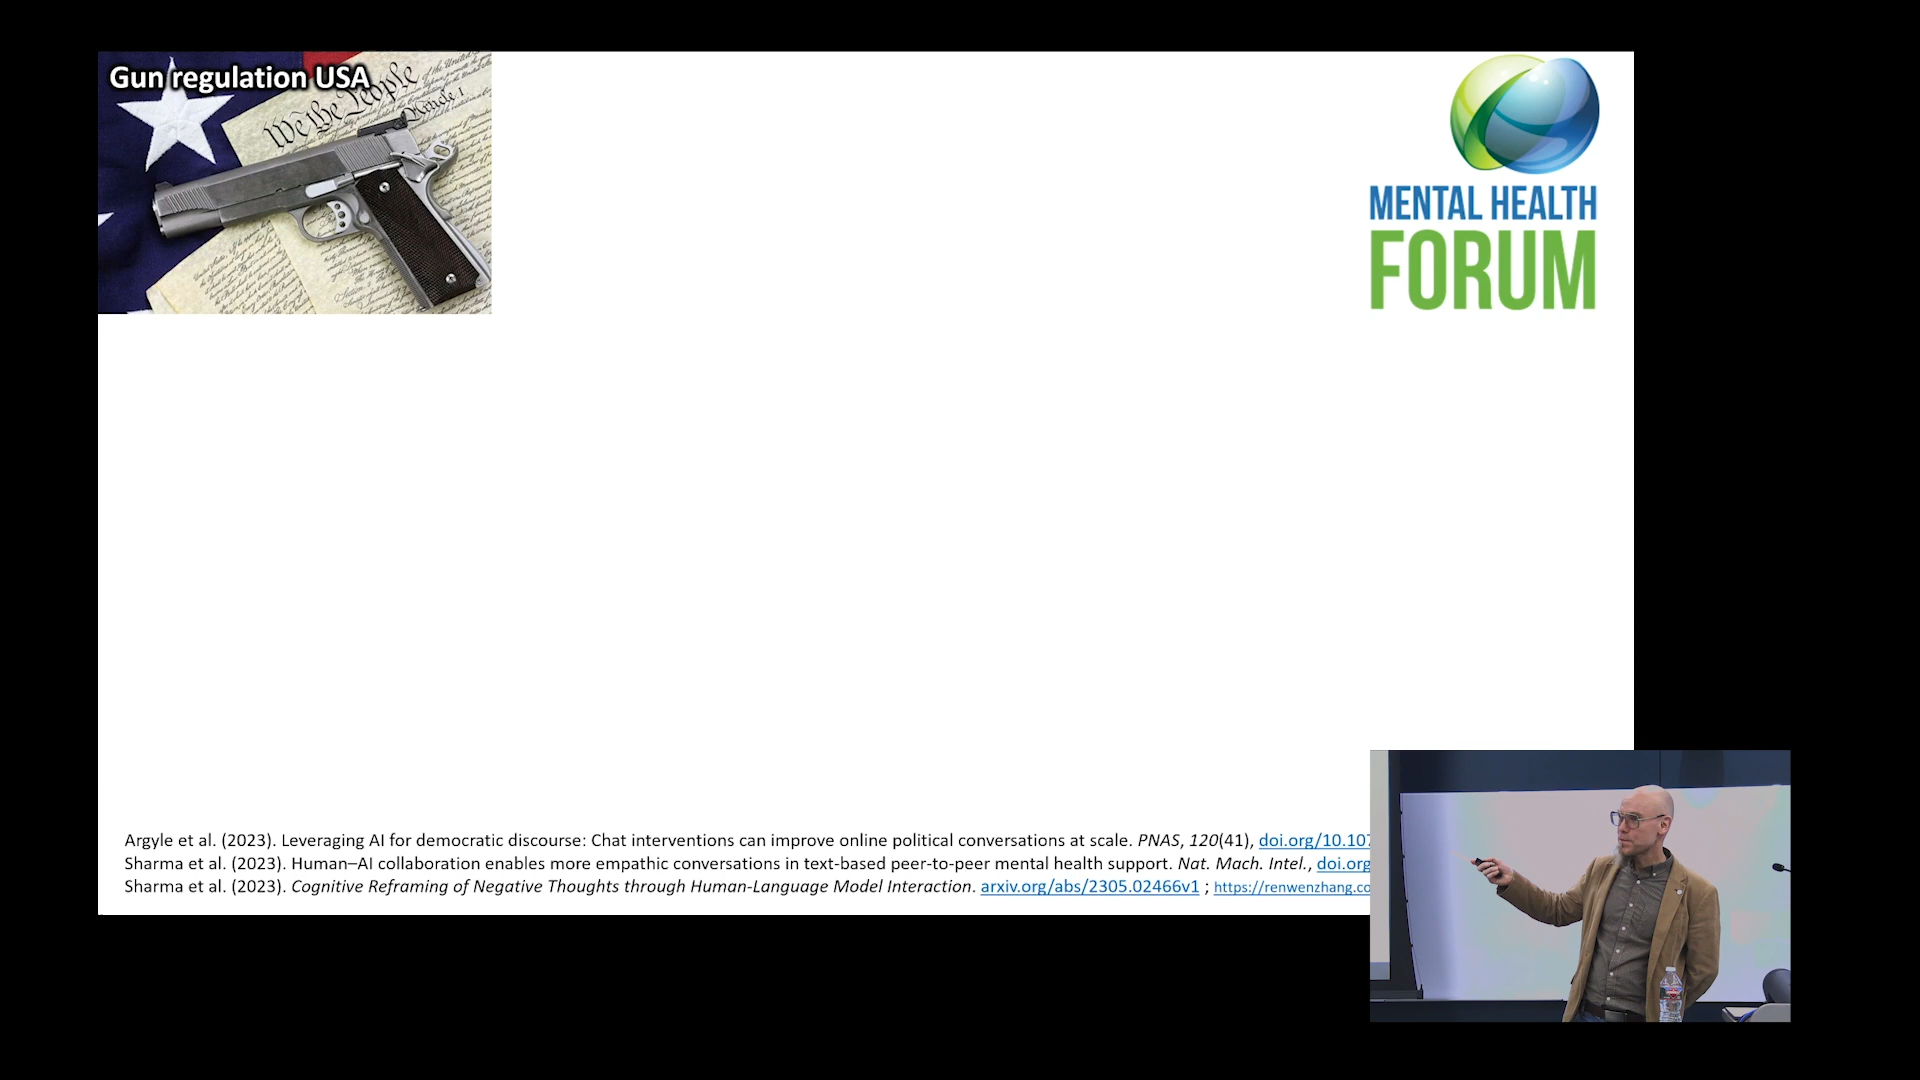 Gun regulation USA
We the People
Article 1
MENTAL HEALTH
FORUM
Argyle et al. (2023). Leveraging AI for democratic discourse: Chat interventions can improve online political conversations at scale. PNAS, 120(41), doi.org/10.107
Sharma et al. (2023). Human–AI collaboration enables more empathic conversations in text-based peer-to-peer mental health support. Nat. Mach. Intel., doi.org
Sharma et al. (2023). Cognitive Reframing of Negative Thoughts through Human-Language Model Interaction. arxiv.org/abs/2305.02466v1 ; https://renwenzhang.co